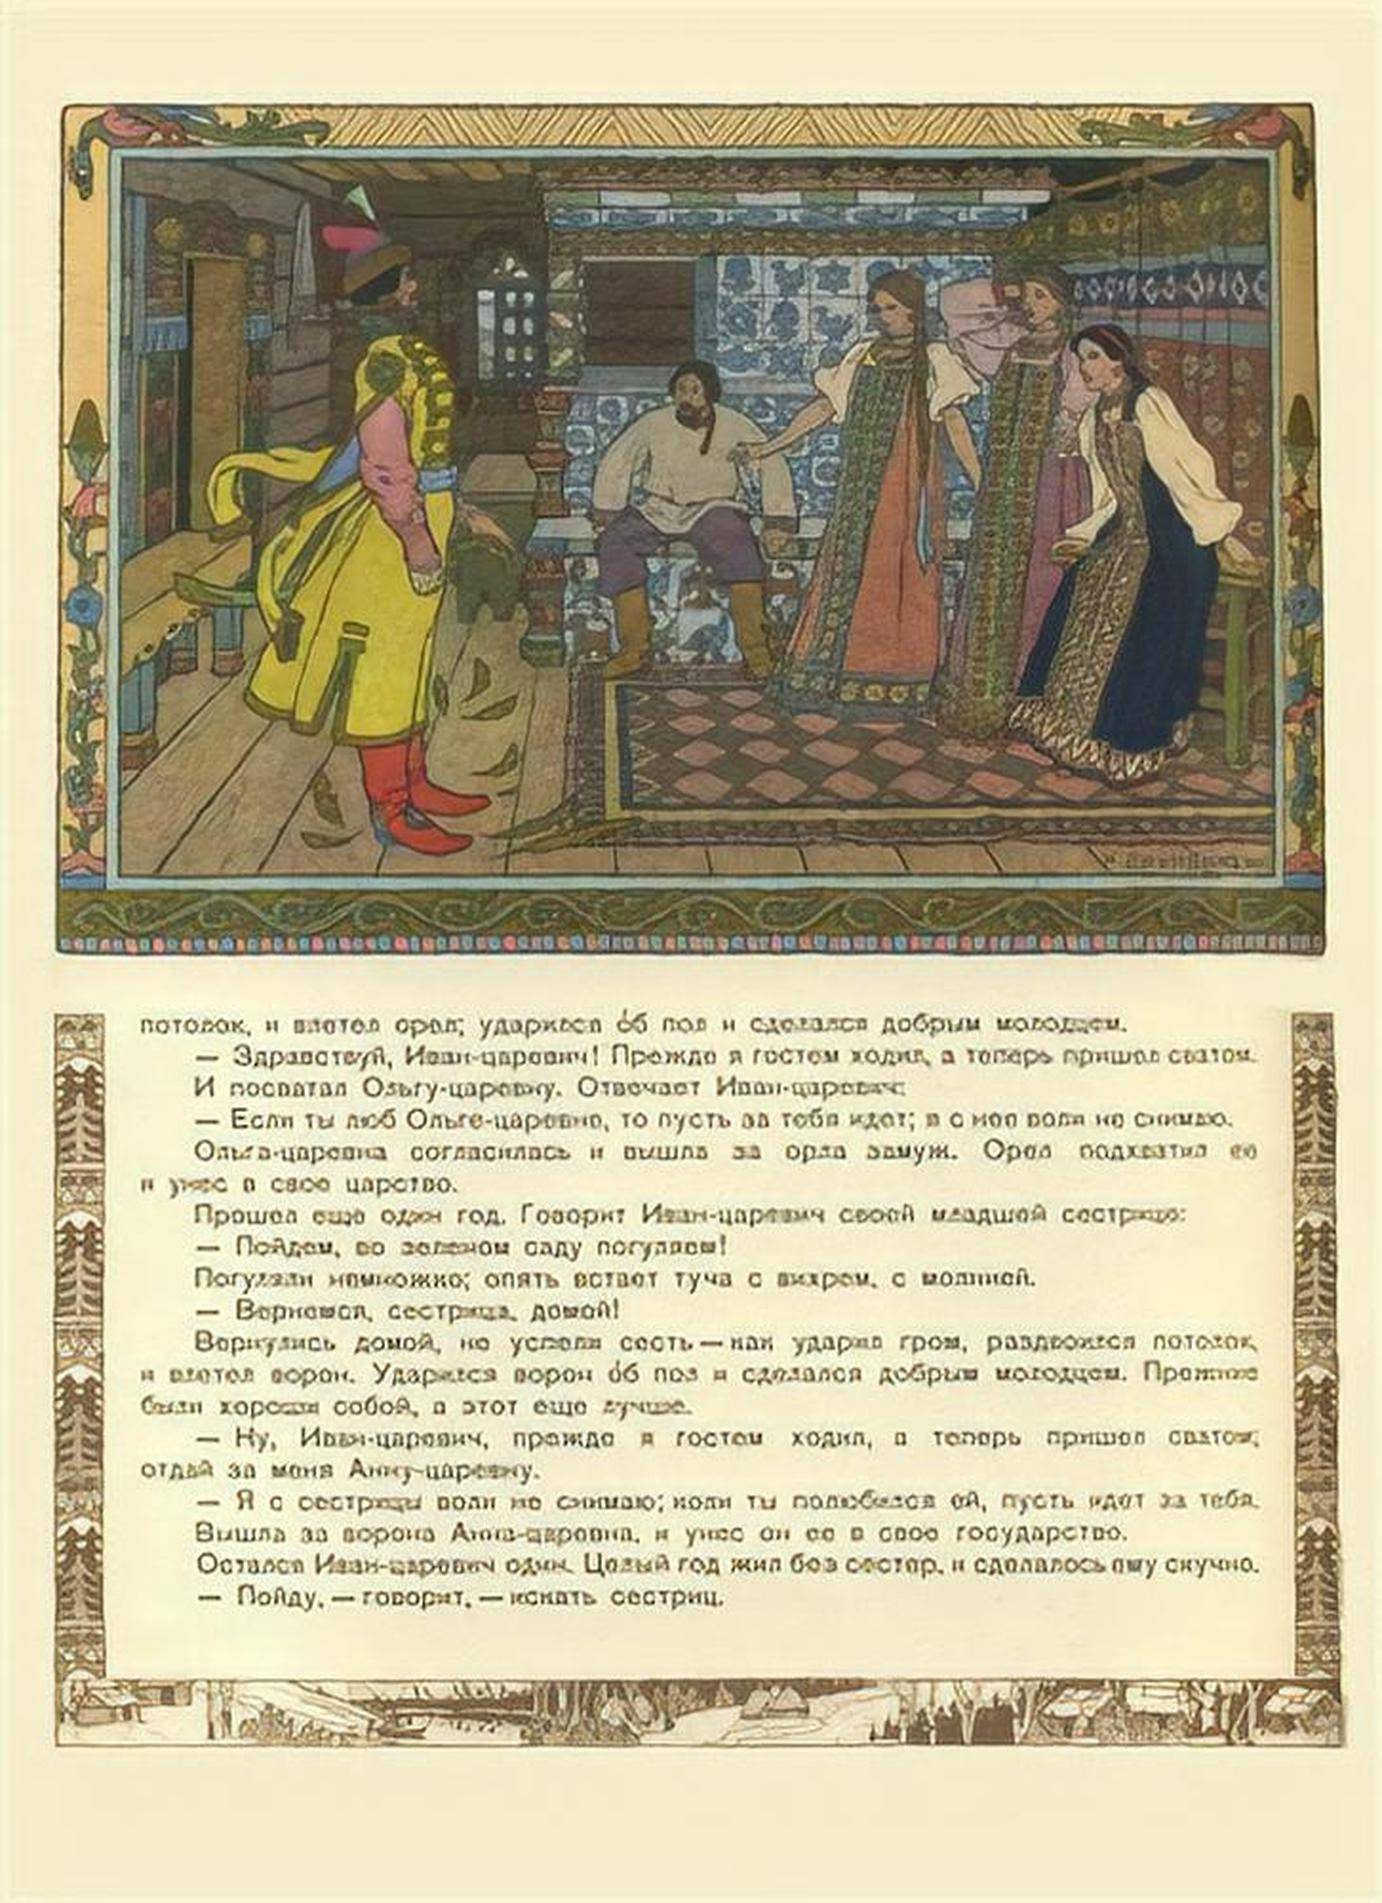 потолок, и влетел орел; ударился о́б пол и сделался добрым молодцем.
— Здравствуй, Иван-царевич! Прежде я гостем ходил, а теперь пришел сватом.
И посватал Ольгу-царевну. Отвечает Иван-царевич:
— Если ты люб Ольге-царевне, то пусть за тебя идет; я с нее воли не снимаю.
Ольга-царевна согласилась и вышла за орла замуж. Орел подхватил ее
и унес в свое царство.
Прошел еще один год. Говорит Иван-царевич своей младшей сестрице:
— Пойдем, во зеленом саду погуляем!
Погуляли немножко; опять встает туча с вихрем, с молнией.
— Вернемся, сестрица, домой!
Вернулись домой, не успели сесть — как ударил гром, раздвоился потолок,
и влетел ворон. Ударился ворон о́б пол и сделался добрым молодцем. Прежние
были хороши собой, а этот еще лучше.
— Ну, Иван-царевич, прежде я гостем ходил, а теперь пришел сватом;
отдай за меня Анну-царевну.
— Я с сестрицы воли не снимаю; коли ты полюбился ей, пусть идет за тебя.
Вышла за ворона Анна-царевна, и унес он ее в свое государство.
Остался Иван-царевич один. Целый год жил без сестер, и сделалось ему скучно.
— Пойду, — говорит, — искать сестриц.